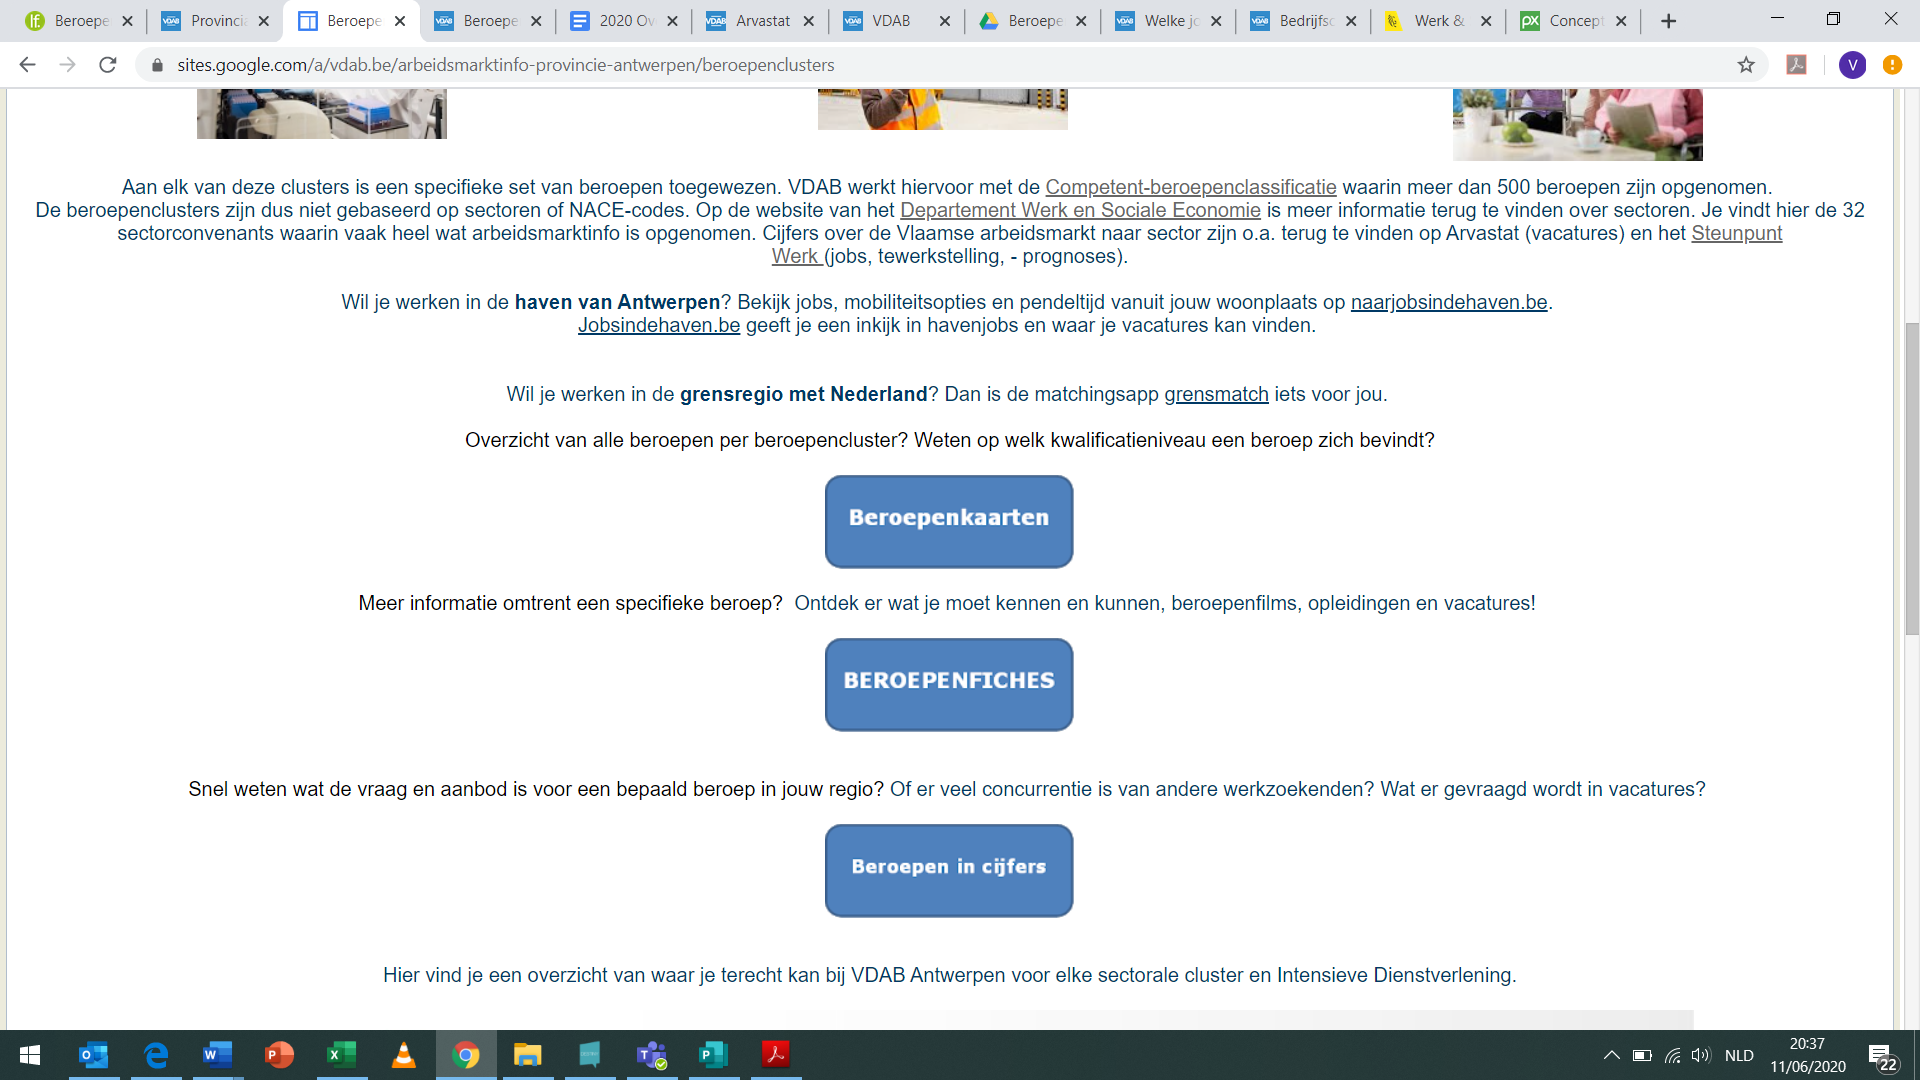 Beroepe
Provincia
Beroepe
Beroepe
2020 Ov
Arvastat
VDAB
Beroepe
Welke jo
Bedrijfsc
Werk &
Concept
sites.google.com/a/vdab.be/arbeidsmarktinfo-provincie-antwerpen/beroepenclusters
V
Aan elk van deze clusters is een specifieke set van beroepen toegewezen. VDAB werkt hiervoor met de Competent-beroepenclassificatie waarin meer dan 500 beroepen zijn opgenomen.
De beroepenclusters zijn dus niet gebaseerd op sectoren of NACE-codes. Op de website van het Departement Werk en Sociale Economie is meer informatie terug te vinden over sectoren. Je vindt hier de 32
sectorconvenants waarin vaak heel wat arbeidsmarktinfo is opgenomen. Cijfers over de Vlaamse arbeidsmarkt naar sector zijn o.a. terug te vinden op Arvastat (vacatures) en het Steunpunt
Werk (jobs, tewerkstelling, - prognoses).
Wil je werken in de haven van Antwerpen? Bekijk jobs, mobiliteitsopties en pendeltijd vanuit jouw woonplaats op naarjobsindehaven.be.
Jobsindehaven.be geeft je een inkijk in havenjobs en waar je vacatures kan vinden.
Wil je werken in de grensregio met Nederland? Dan is de matchingsapp grensmatch iets voor jou.
Overzicht van alle beroepen per beroepencluster? Weten op welk kwalificatieniveau een beroep zich bevindt?
Beroepenkaarten
Meer informatie omtrent een specifieke beroep? Ontdek er wat je moet kennen en kunnen, beroepenfilms, opleidingen en vacatures!
BEROEPENFICHES
Snel weten wat de vraag en aanbod is voor een bepaald beroep in jouw regio? Of er veel concurrentie is van andere werkzoekenden? Wat er gevraagd wordt in vacatures?
Beroepen in cijfers
Hier vind je een overzicht van waar je terecht kan bij VDAB Antwerpen voor elke sectorale cluster en Intensieve Dienstverlening.
NLD
20:37
11/06/2020
22